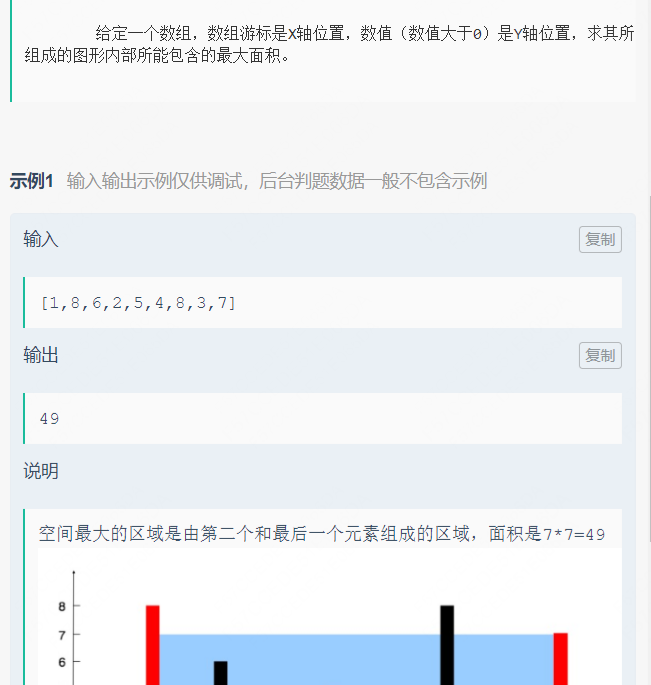 给定一个数组，数组游标是X轴位置，数值（数值大于0）是Y轴位置，求其所
组成的图形内部所能包含的最大面积。
示例1 输入输出示例仅供调试，后台判题数据一般不包含示例
输入
复制
[1,8,6,2,5,4,8,3,7]
输出
复制
49
说明
空间最大的区域是由第二个和最后一个元素组成的区域，面积是7*7=49
8
7
6